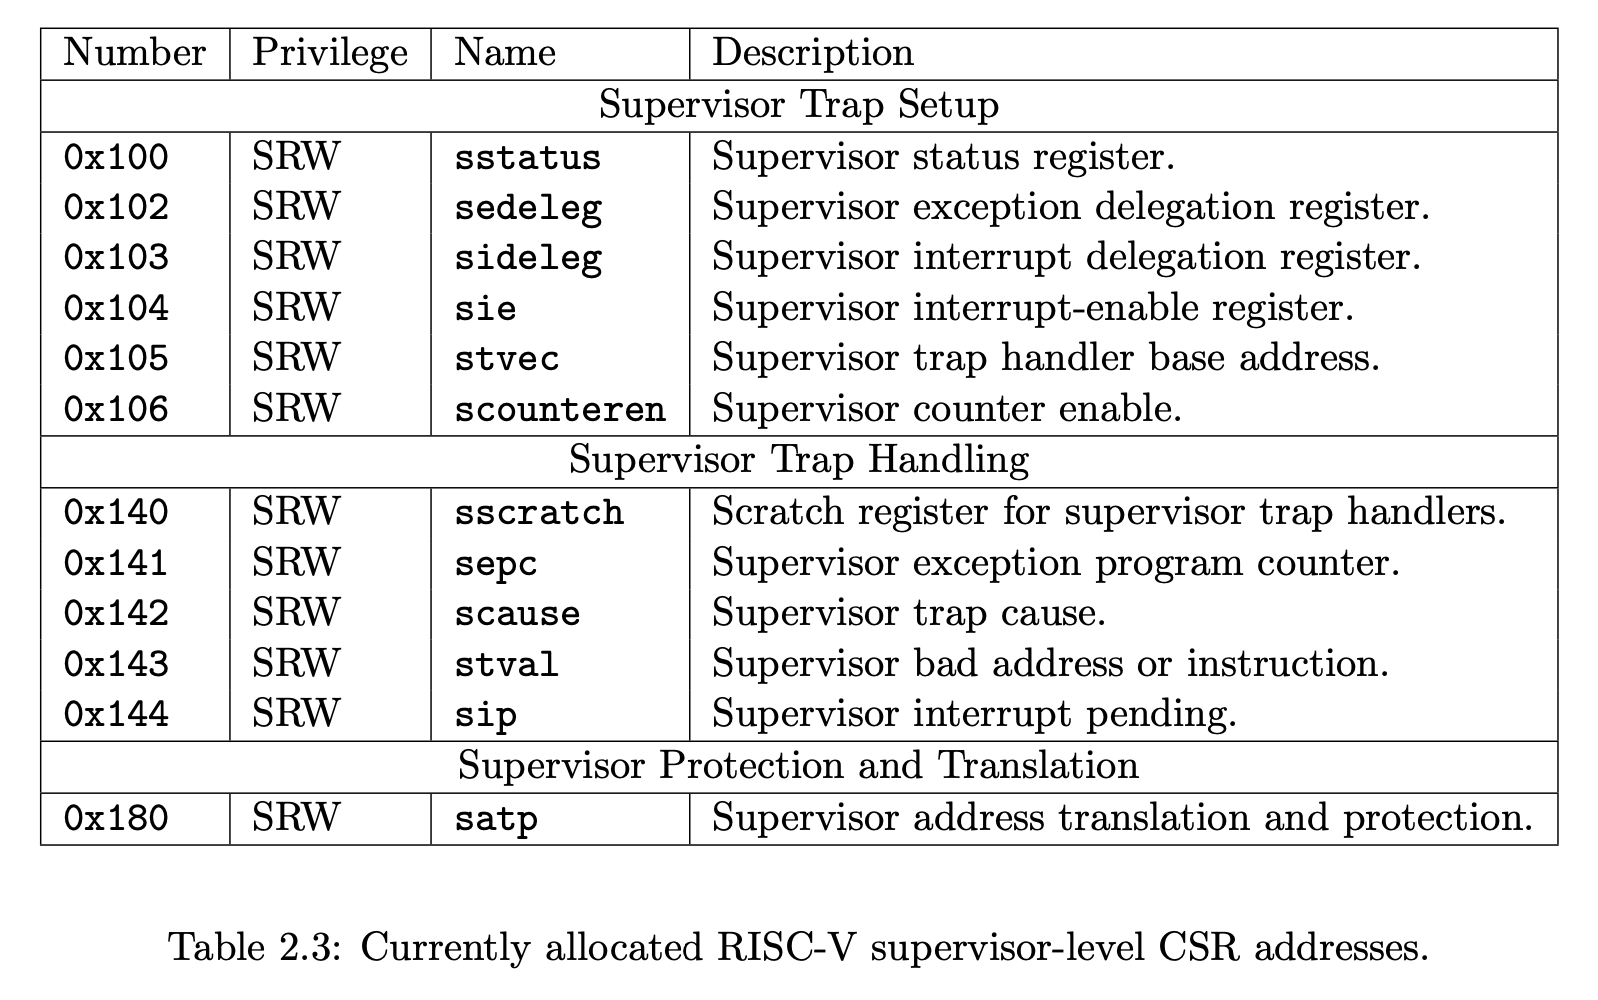 Number Privilege Name Description
Supervisor Trap Setup
0x100 SRW sstatus Supervisor status register.
0x102 SRW sedeleg Supervisor exception delegation register.
0x103 SRW sideleg Supervisor interrupt delegation register.
0x104 SRW sie Supervisor interrupt-enable register.
0x105 SRW stvec Supervisor trap handler base address.
0x106 SRW scounteren Supervisor counter enable.
Supervisor Trap Handling
0x140 SRW sscratch Scratch register for supervisor trap handlers.
0x141 SRW sepc Supervisor exception program counter.
0x142 SRW scause Supervisor trap cause.
0x143 SRW stval Supervisor bad address or instruction.
0x144 SRW sip Supervisor interrupt pending.
Supervisor Protection and Translation
0x180 SRW satp Supervisor address translation and protection.
Table 2.3: Currently allocated RISC-V supervisor-level CSR addresses.